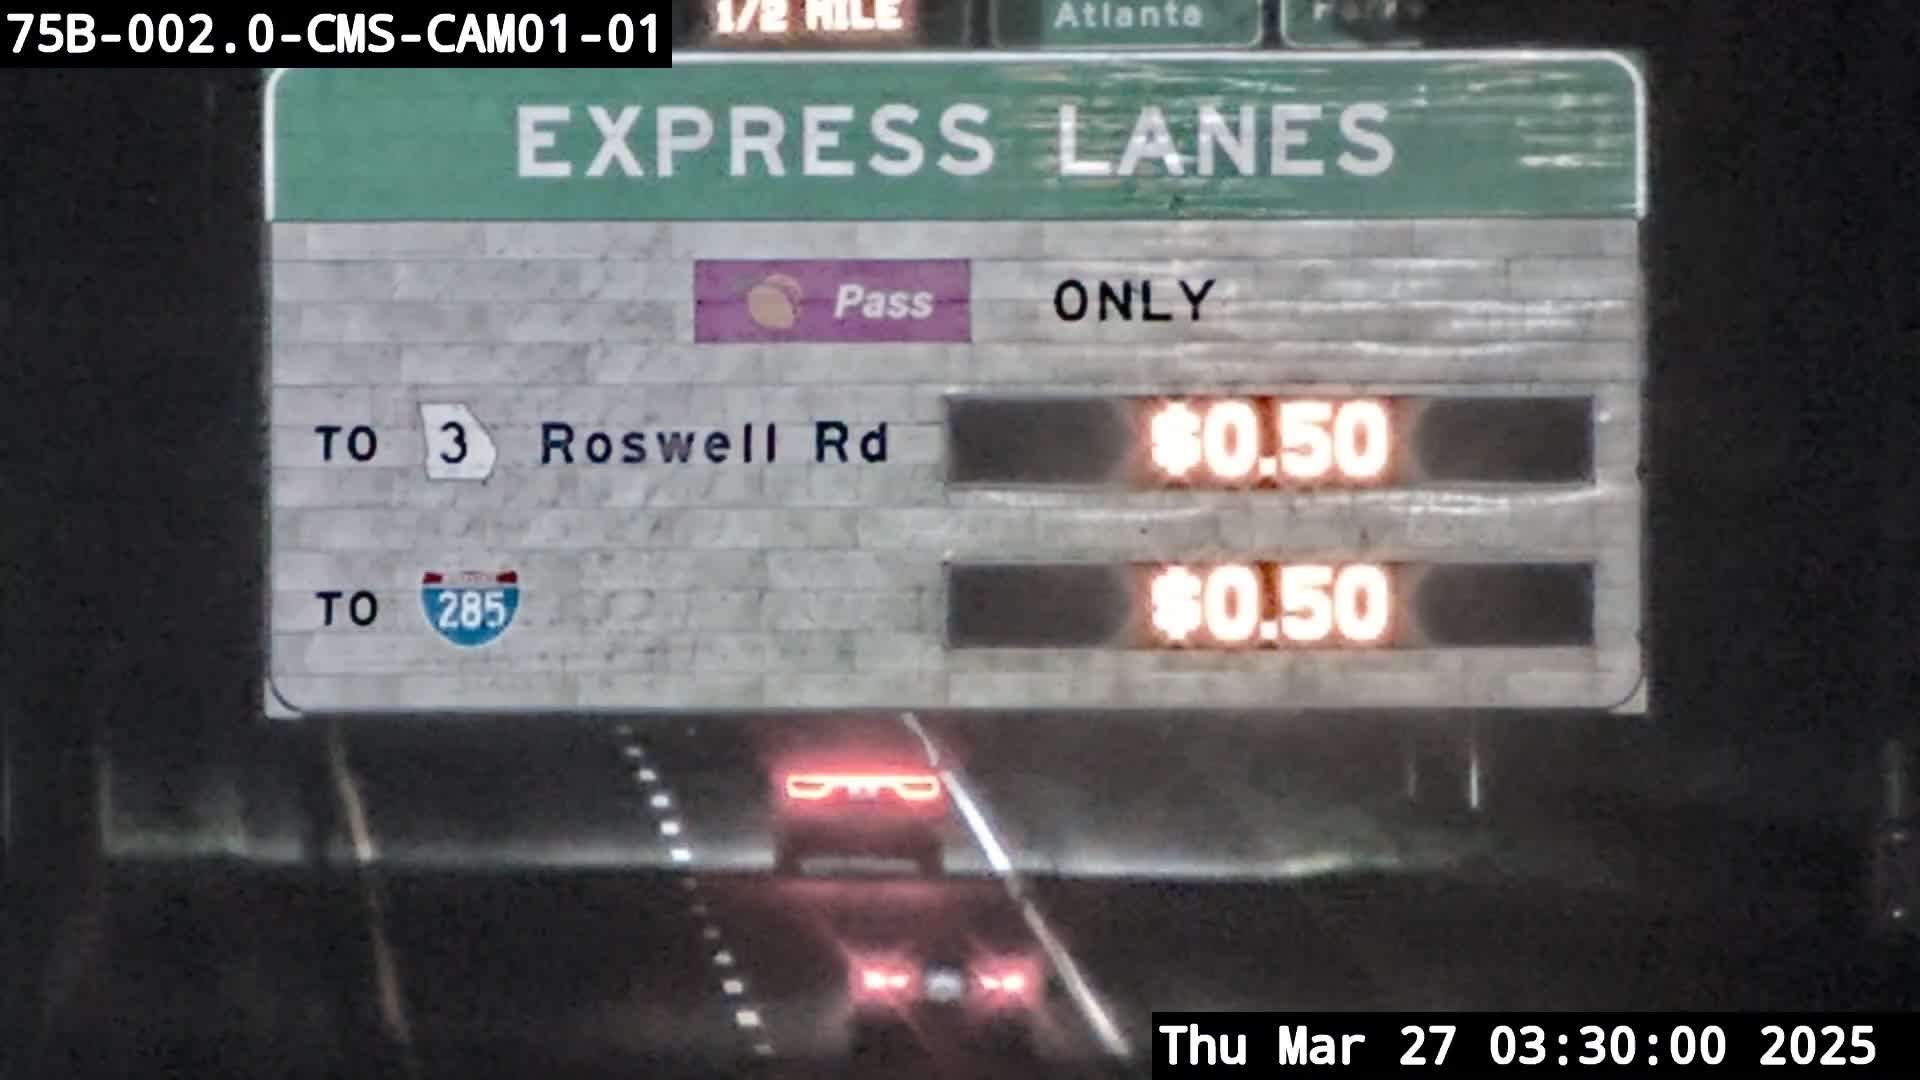 75B-002.0-CMS-CAM01-01
1/2 MILE
Atlanta
EXPRESS LANES
Pass ONLY
TO 3 Roswell Rd $0.50
TO 285 $0.50
Thu Mar 27 03:30:00 2025